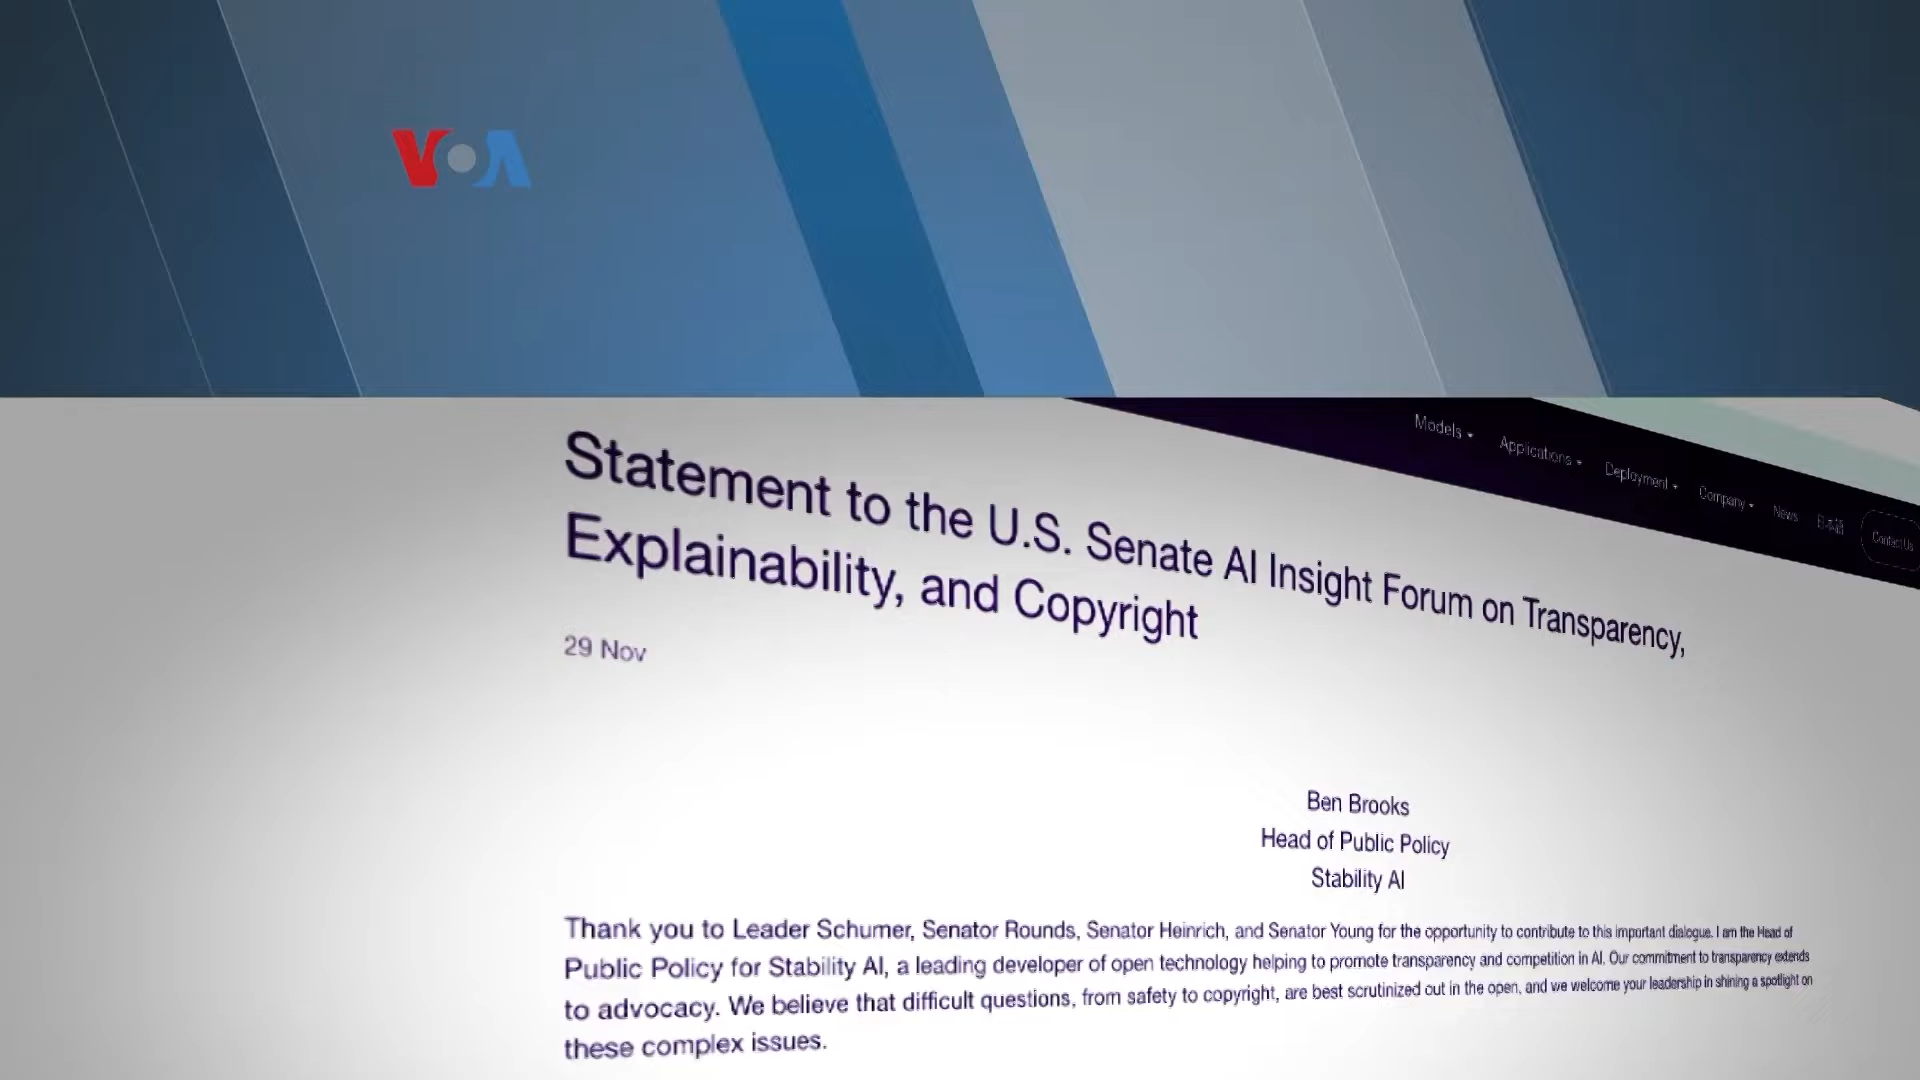 VOA
Models
Applications
Deployment
Company
News
日本語
Contact Us
Statement to the U.S. Senate AI Insight Forum on Transparency,
Explainability, and Copyright
29 Nov
Ben Brooks
Head of Public Policy
Stability AI
Thank you to Leader Schumer, Senator Rounds, Senator Heinrich, and Senator Young for the opportunity to contribute to this important dialogue. I am the Head of
Public Policy for Stability AI, a leading developer of open technology helping to promote transparency and competition in AI. Our commitment to transparency extends
to advocacy. We believe that difficult questions, from safety to copyright, are best scrutinized out in the open, and we welcome your leadership in shining a spotlight on
these complex issues.